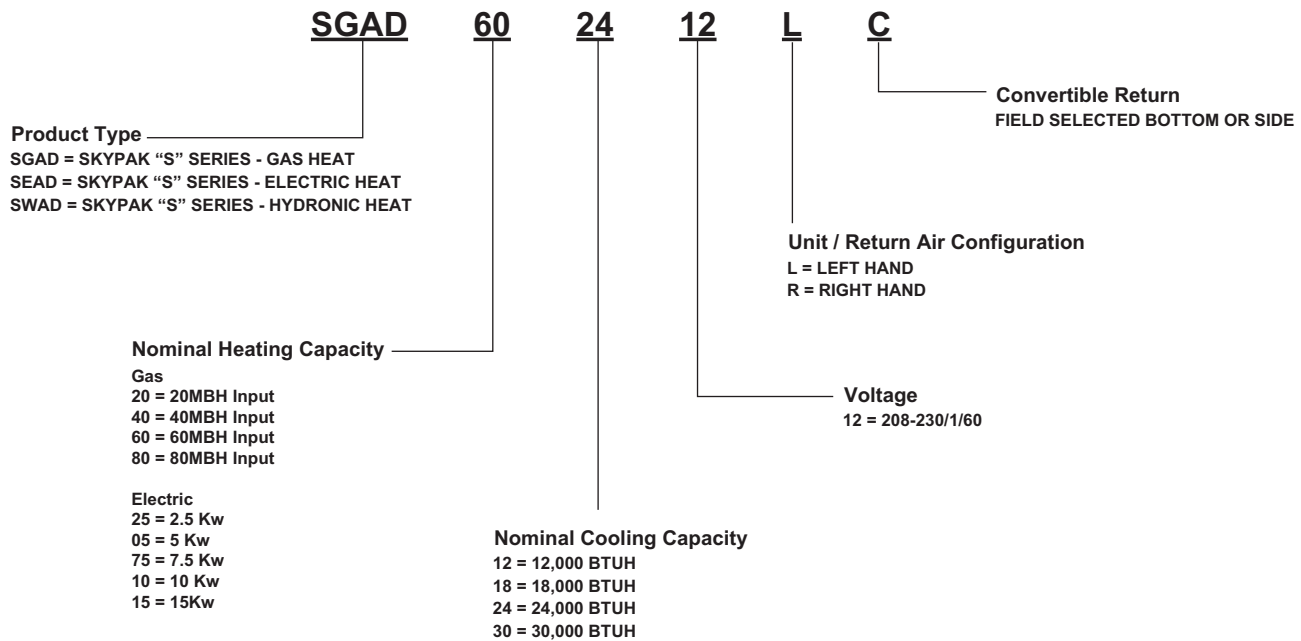 SGAD 60 24 12 L C
Convertible Return
FIELD SELECTED BOTTOM OR SIDE
Product Type
SGAD = SKYPAK “S” SERIES - GAS HEAT
SEAD = SKYPAK “S” SERIES - ELECTRIC HEAT
SWAD = SKYPAK “S” SERIES - HYDRONIC HEAT
Unit / Return Air Configuration
L = LEFT HAND
R = RIGHT HAND
Nominal Heating Capacity
Gas
20 = 20MBH Input
40 = 40MBH Input
60 = 60MBH Input
80 = 80MBH Input
Electric
25 = 2.5 Kw
05 = 5 Kw
75 = 7.5 Kw
10 = 10 Kw
15 = 15Kw
Voltage
12 = 208-230/1/60
Nominal Cooling Capacity
12 = 12,000 BTUH
18 = 18,000 BTUH
24 = 24,000 BTUH
30 = 30,000 BTUH